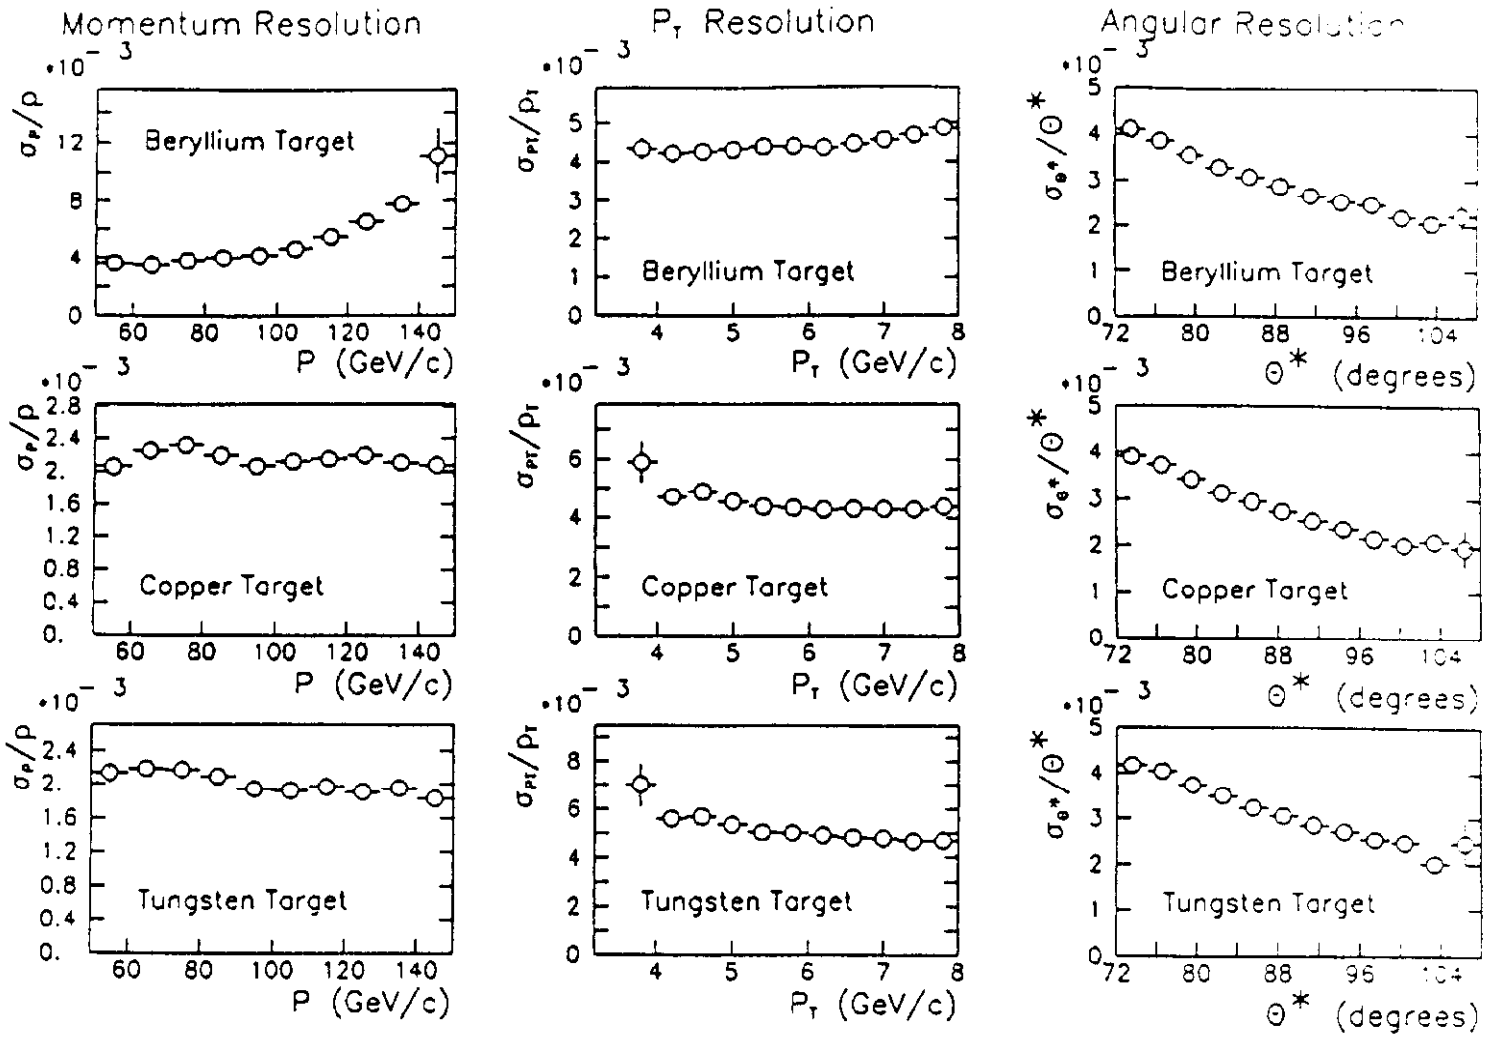 Momentum Resolution
P_T Resolution
Angular Resolution
*10^-3
σ_P/p
12
8
4
0
Beryllium Target
60 80 100 120 140
P (GeV/c)
*10^-3
σ_PT/p_T
5
4
3
2
1
0
Beryllium Target
4 5 6 7 8
P_T (GeV/c)
*10^-3
σ_Θ*/Θ*
5
4
3
2
1
0
Beryllium Target
72 80 88 96 104
Θ* (degrees)
*10^-3
σ_P/p
2.8
2.4
2.
1.6
1.2
0.8
0.4
0.
Copper Target
60 80 100 120 140
P (GeV/c)
*10^-3
σ_PT/p_T
6
4
2
0
Copper Target
4 5 6 7 8
P_T (GeV/c)
*10^-3
σ_Θ*/Θ*
5
4
3
2
1
0
Copper Target
72 80 88 96 104
Θ* (degrees)
*10^-3
σ_P/p
2.4
2.
1.6
1.2
0.8
0.4
0.
Tungsten Target
60 80 100 120 140
P (GeV/c)
*10^-3
σ_PT/p_T
8
6
4
2
0
Tungsten Target
4 5 6 7 8
P_T (GeV/c)
*10^-3
σ_Θ*/Θ*
5
4
3
2
1
0
Tungsten Target
72 80 88 96 104
Θ* (degrees)